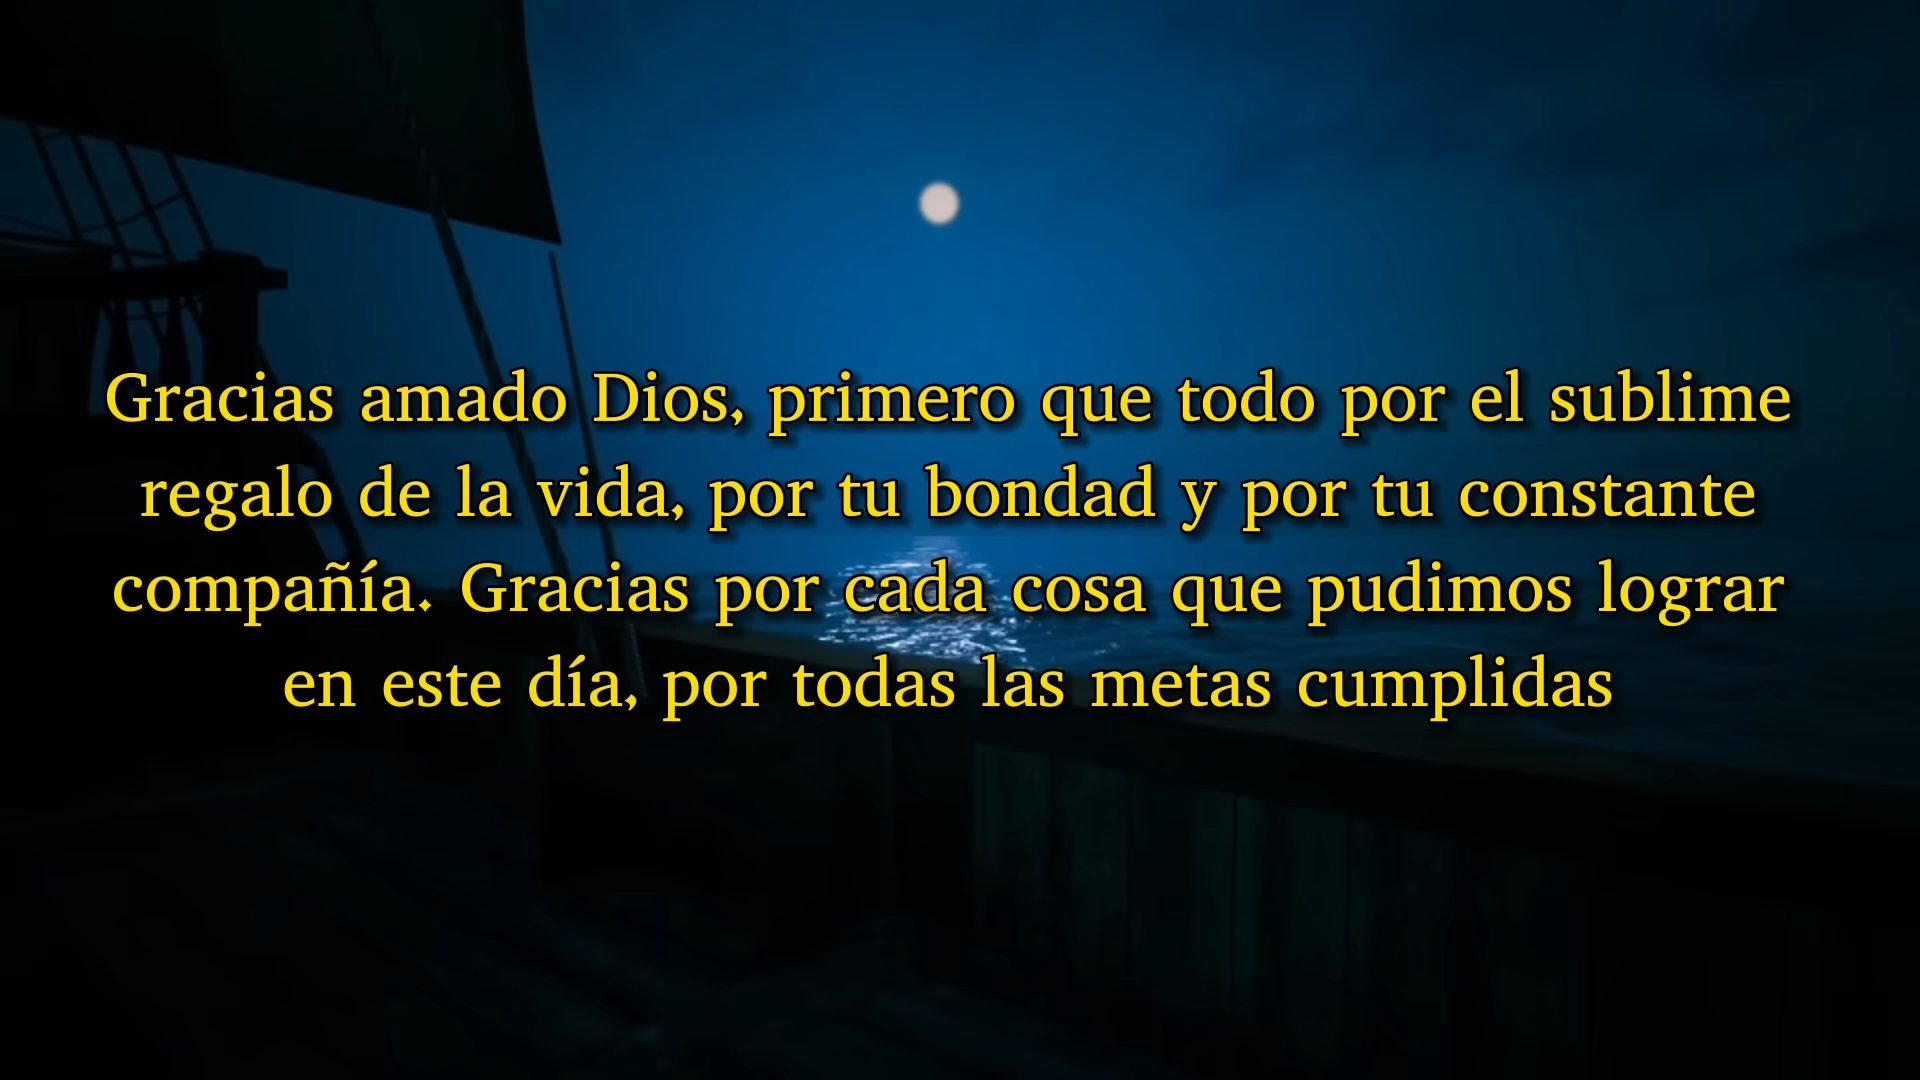 Gracias amado Dios, primero que todo por el sublime
regalo de la vida, por tu bondad y por tu constante
compañía. Gracias por cada cosa que pudimos lograr
en este día, por todas las metas cumplidas